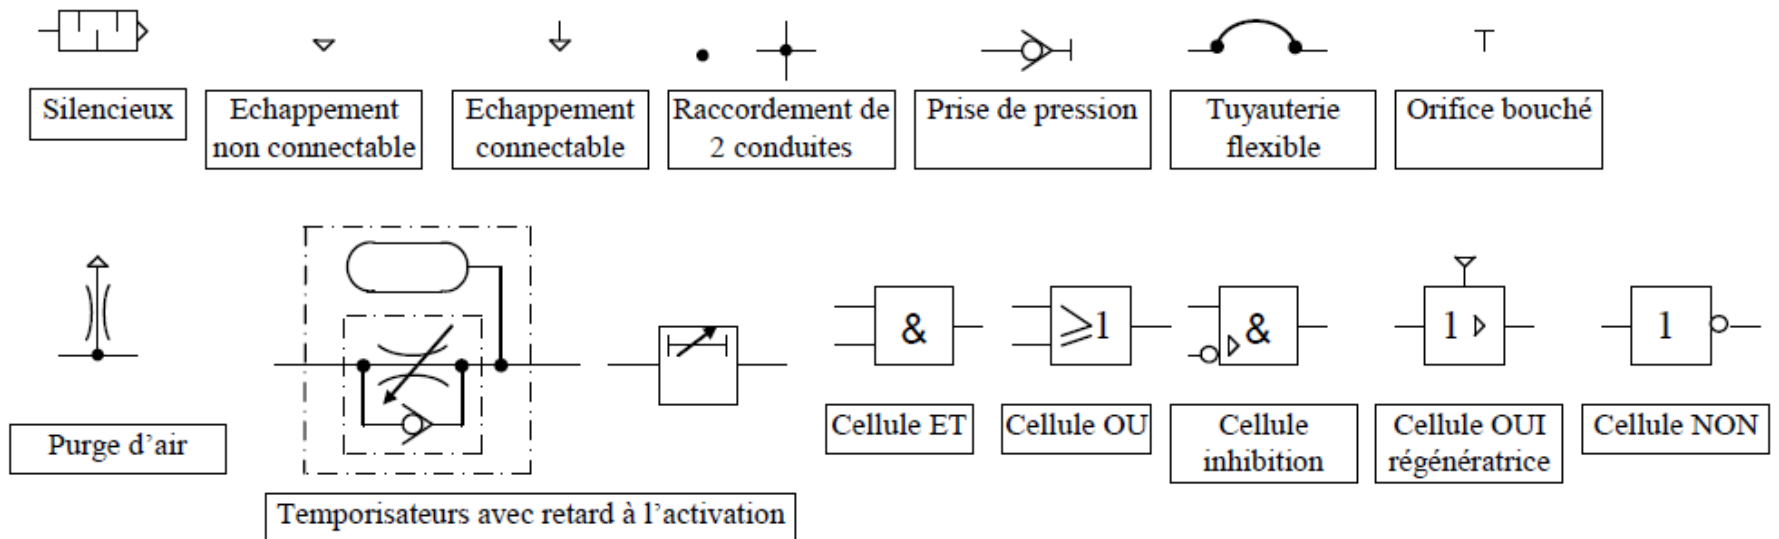 Silencieux
Echappement
non connectable
Echappement
connectable
Raccordement de
2 conduites
Prise de pression
Tuyauterie
flexible
Orifice bouché
&
≥1
&
1
1
Purge d'air
Temporisateurs avec retard à l'activation
Cellule ET
Cellule OU
Cellule
inhibition
Cellule OUI
régénératrice
Cellule NON